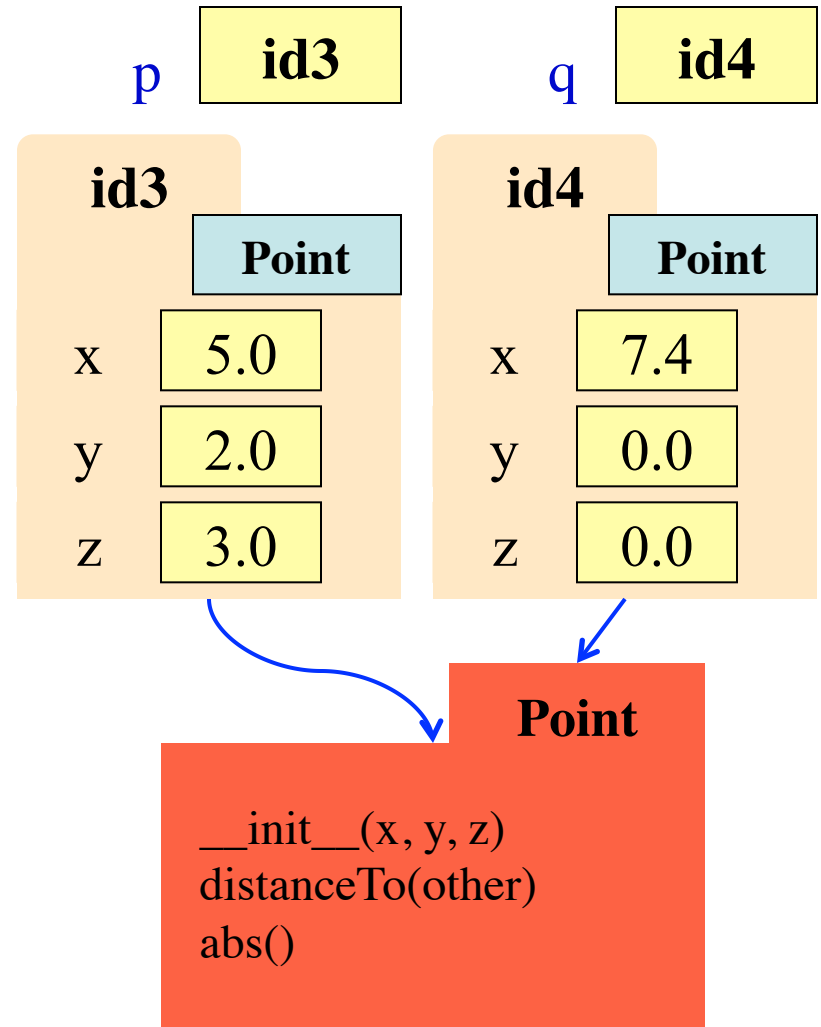 p id3 q id4
id3 id4
Point Point
x 5.0 x 7.4
y 2.0 y 0.0
z 3.0 z 0.0
Point
__init__(x, y, z)
distanceTo(other)
abs()